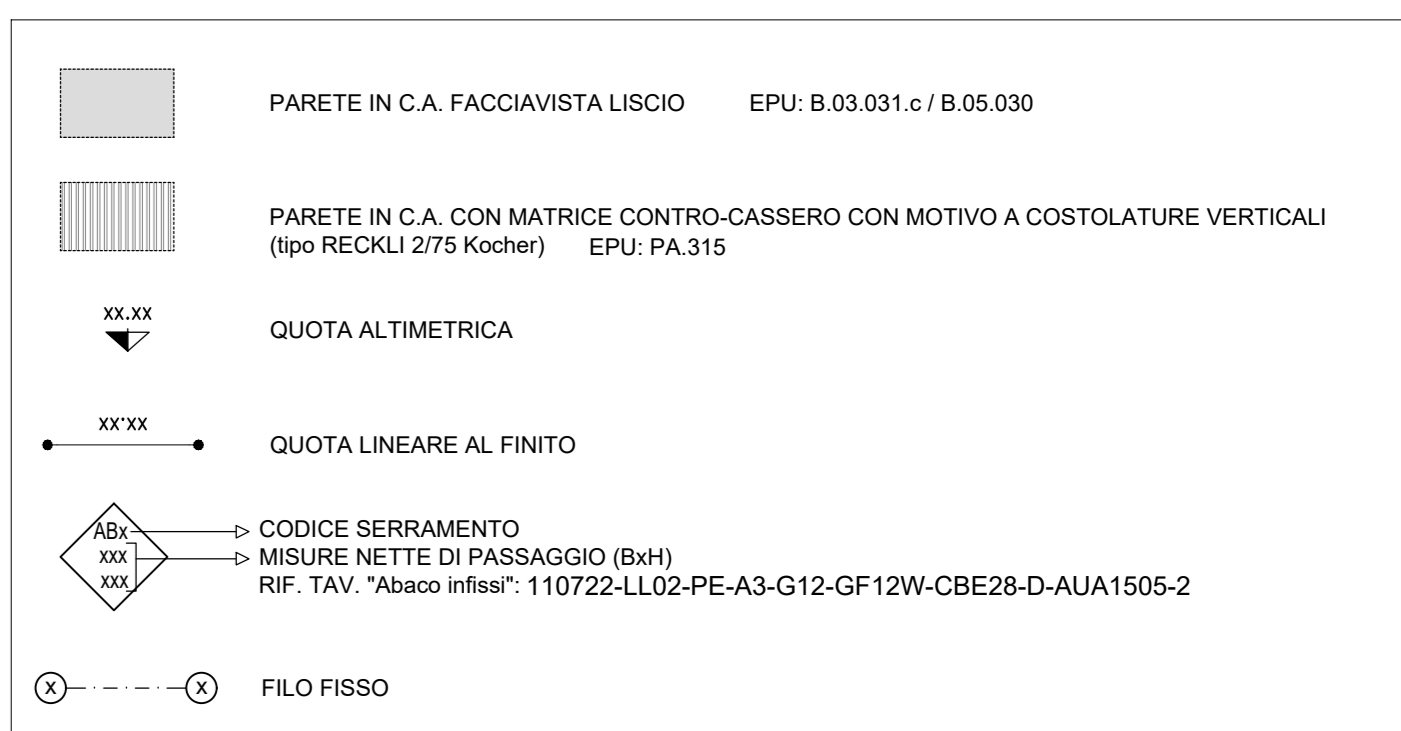 PARETE IN C.A. FACCIAVISTA LISCIO EPU: B.03.031.c / B.05.030
PARETE IN C.A. CON MATRICE CONTRO-CASSERO CON MOTIVO A COSTOLATURE VERTICALI
(tipo RECKLI 2/75 Kocher) EPU: PA.315
xx.xx
QUOTA ALTIMETRICA
xx'xx
QUOTA LINEARE AL FINITO
ABx CODICE SERRAMENTO
xxx MISURE NETTE DI PASSAGGIO (BxH)
xxx RIF. TAV. "Abaco infissi": 110722-LL02-PE-A3-G12-GF12W-CBE28-D-AUA1505-2
X X FILO FISSO